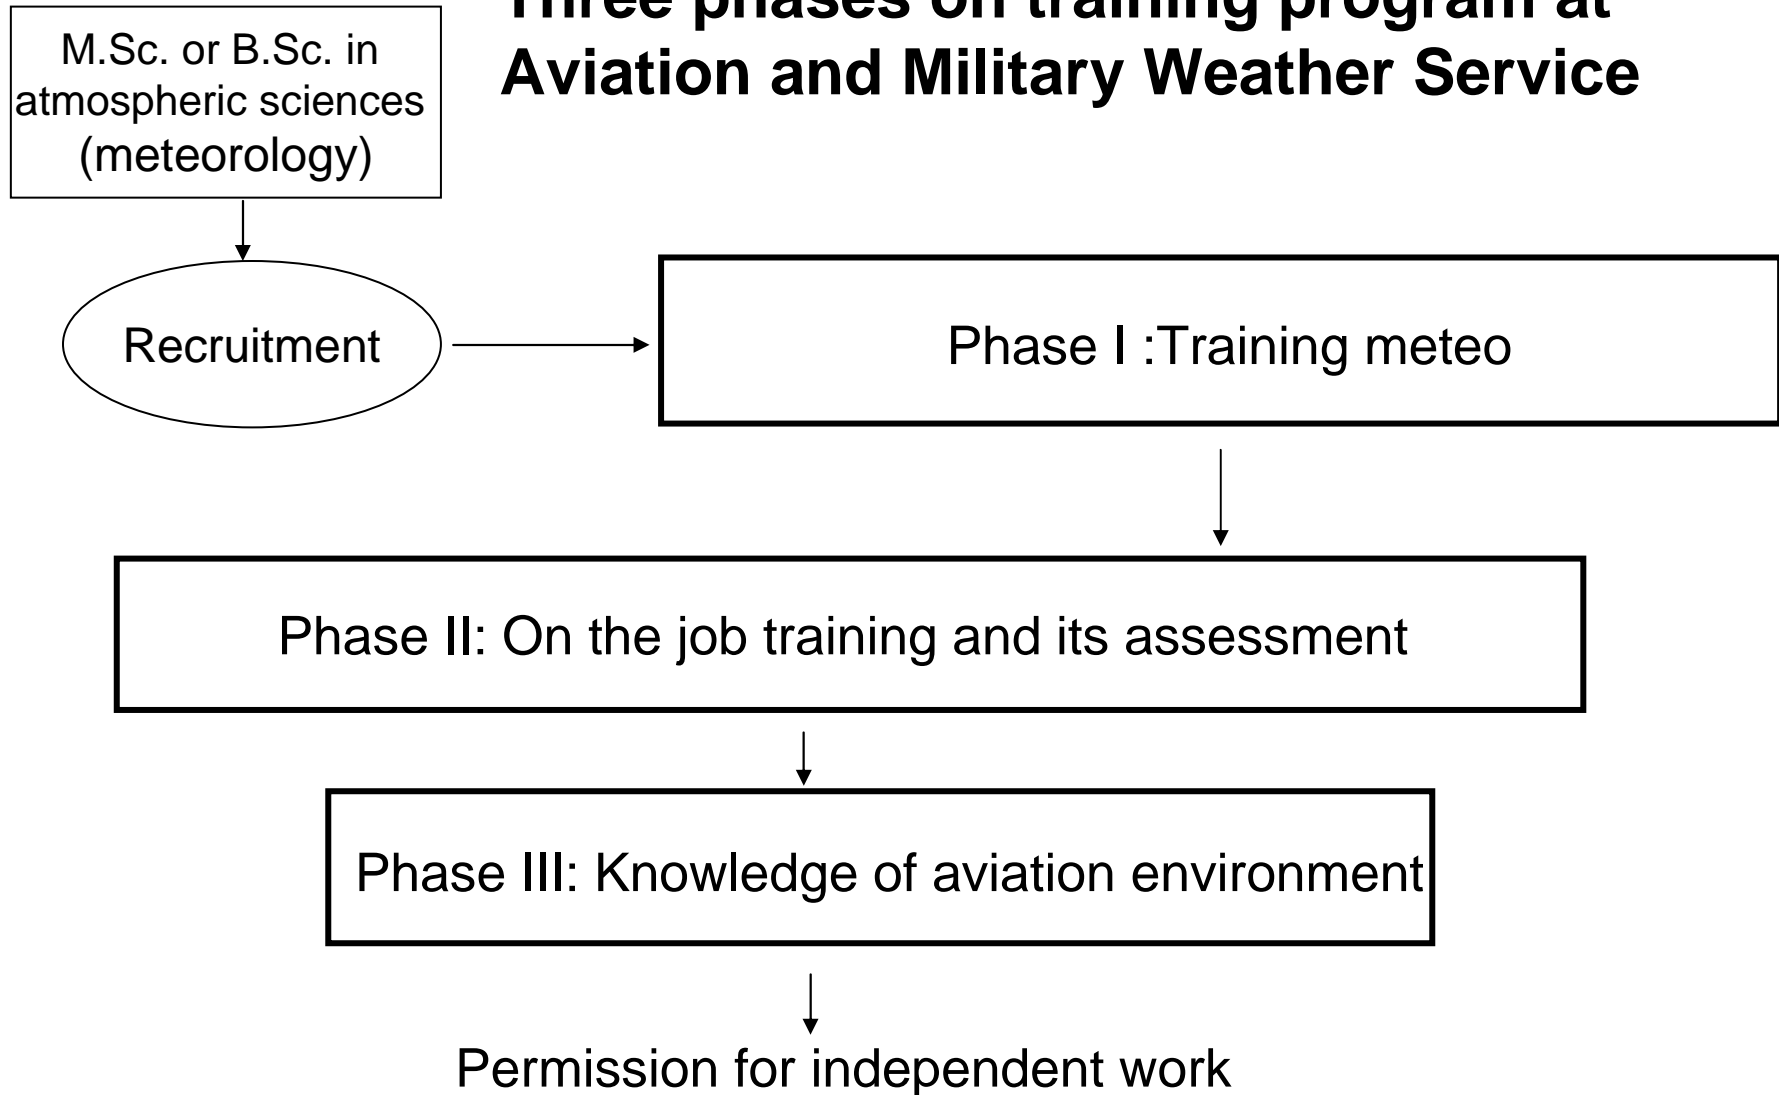 Three phases on training program at
Aviation and Military Weather Service
M.Sc. or B.Sc. in
atmospheric sciences
(meteorology)
Recruitment
Phase I :Training meteo
Phase II: On the job training and its assessment
Phase III: Knowledge of aviation environment
Permission for independent work